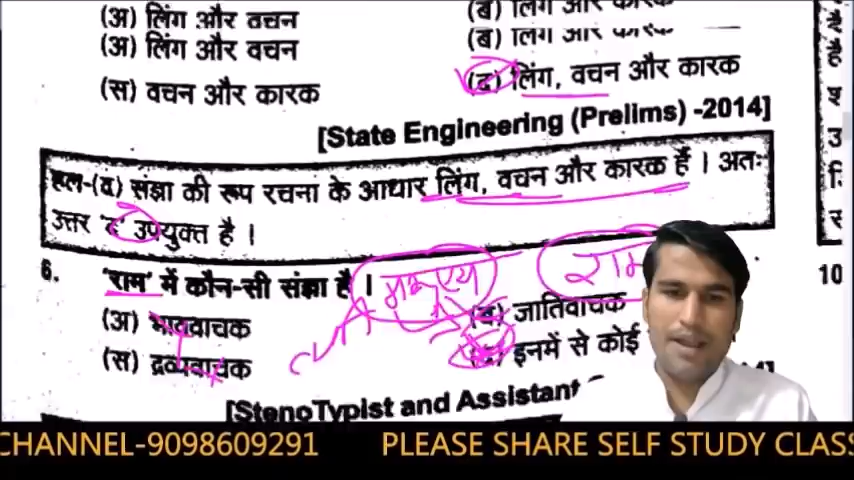 (अ) लिंग और वचन
(ब) लिंग और
(अ) लिंग और वचन
(ब) लिंग और
(स) वचन और कारक
(द) लिंग, वचन और कारक
[State Engineering (Prelims) -2014]
हल-(द) संज्ञा की रूप रचना के आधार लिंग, वचन और कारक हैं । अतः
उत्तर 'द' उपयुक्त है ।
6. 'राम' में कौन-सी संज्ञा है ।
मनुष्य
राम
(अ) भाववाचक
(ब) जातिवाचक
(स) द्रव्यवाचक
(द) इनमें से कोई
10
[StenoTypist and Assistant
CHANNEL-9098609291 PLEASE SHARE SELF STUDY CLASS